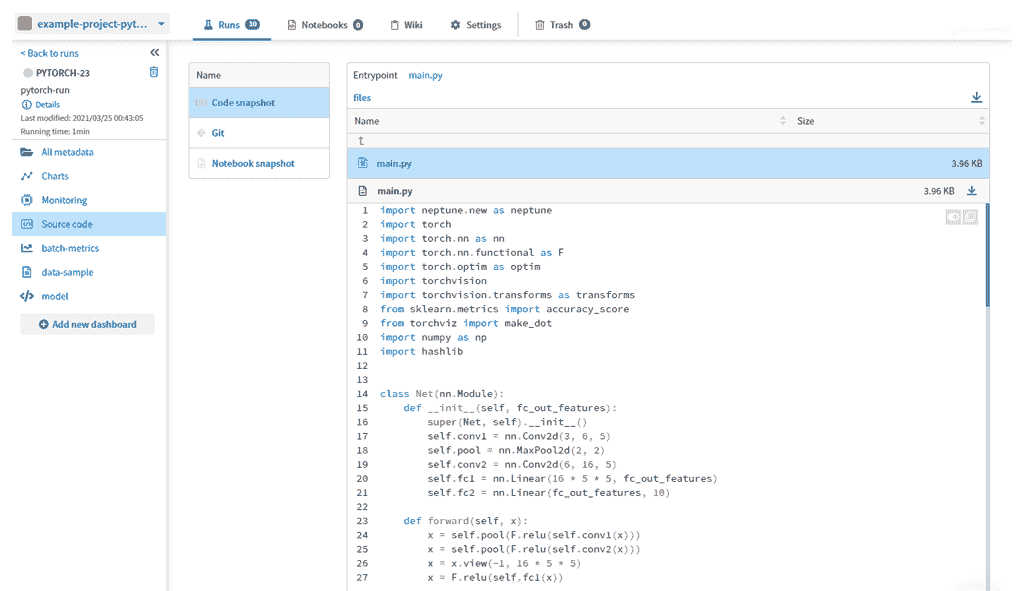 example-project-pyt...
Runs 10
Notebooks 0
Wiki
Settings
Trash 0
< Back to runs
PYTORCH-23
pytorch-run
Details
Last modified: 2021/03/25 00:43:05
Running time: 1min
All metadata
Charts
Monitoring
Source code
batch-metrics
data-sample
model
Add new dashboard
Name
Code snapshot
Git
Notebook snapshot
Entrypoint main.py
files
Name Size
main.py 3.96 KB
main.py 3.96 KB
1 import neptune.new as neptune
2 import torch
3 import torch.nn as nn
4 import torch.nn.functional as F
5 import torch.optim as optim
6 import torchvision
7 import torchvision.transforms as transforms
8 from sklearn.metrics import accuracy_score
9 from torchviz import make_dot
10 import numpy as np
11 import hashlib
12
13
14 class Net(nn.Module):
15     def __init__(self, fc_out_features):
16         super(Net, self).__init__()
17         self.conv1 = nn.Conv2d(3, 6, 5)
18         self.pool = nn.MaxPool2d(2, 2)
19         self.conv2 = nn.Conv2d(6, 16, 5)
20         self.fc1 = nn.Linear(16 * 5 * 5, fc_out_features)
21         self.fc2 = nn.Linear(fc_out_features, 10)
22
23     def forward(self, x):
24         x = self.pool(F.relu(self.conv1(x)))
25         x = self.pool(F.relu(self.conv2(x)))
26         x = x.view(-1, 16 * 5 * 5)
27         x = F.relu(self.fc1(x))